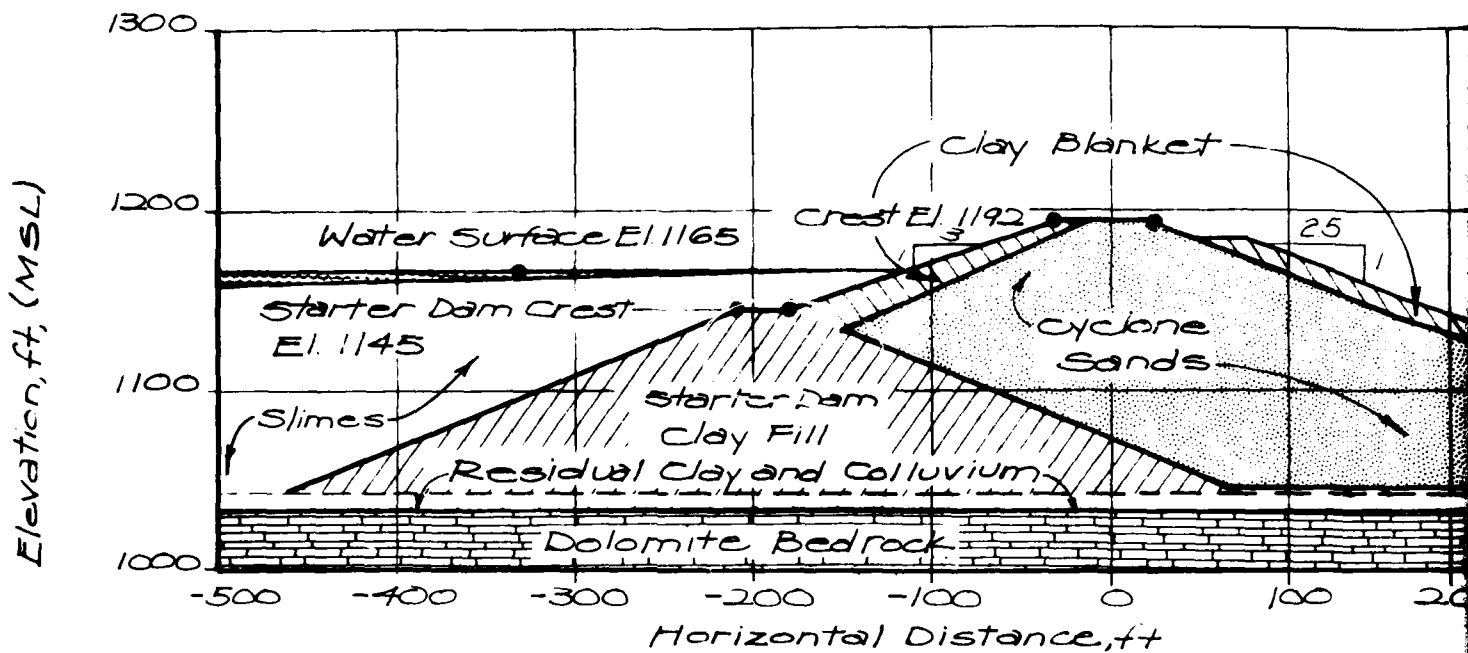 1300
1200
1100
1000
Elevation, ft, (MSL)
Clay Blanket
Crest El. 1192
3
1
25
1
Water Surface El. 1165
Starter Dam Crest
El. 1145
Cyclone
Sands
Slimes
Starter Dam
Clay Fill
Residual Clay and Colluvium
Dolomite Bedrock
-500 -400 -300 -200 -100 0 100 20
Horizontal Distance, ft